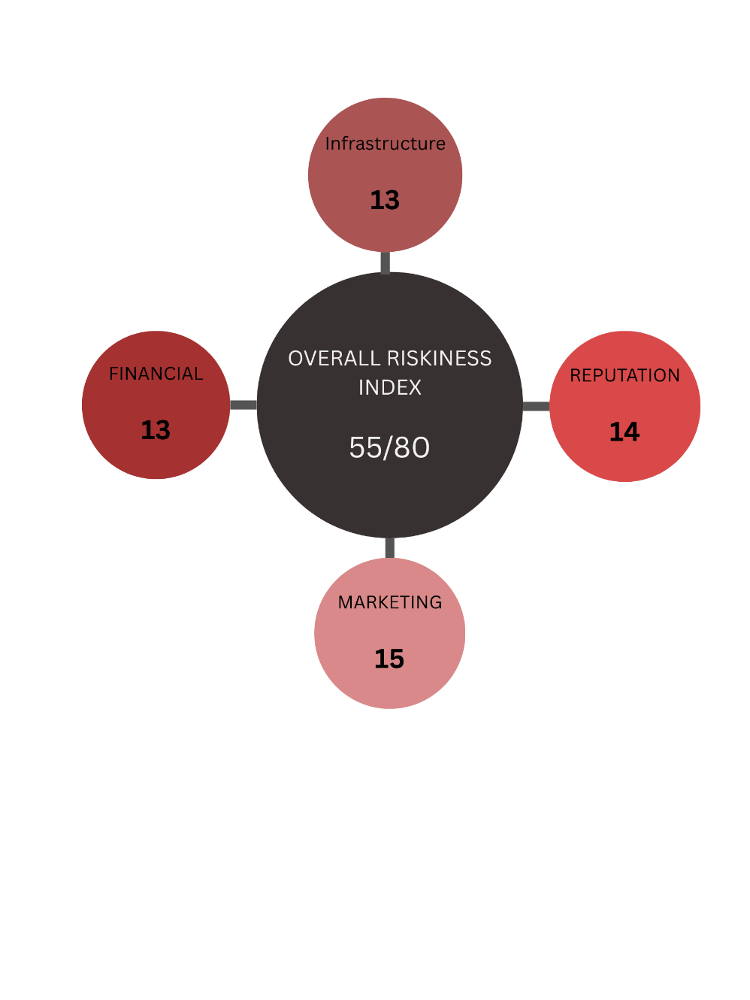 Infrastructure
13
FINANCIAL
13
OVERALL RISKINESS
INDEX
55/80
REPUTATION
14
MARKETING
15